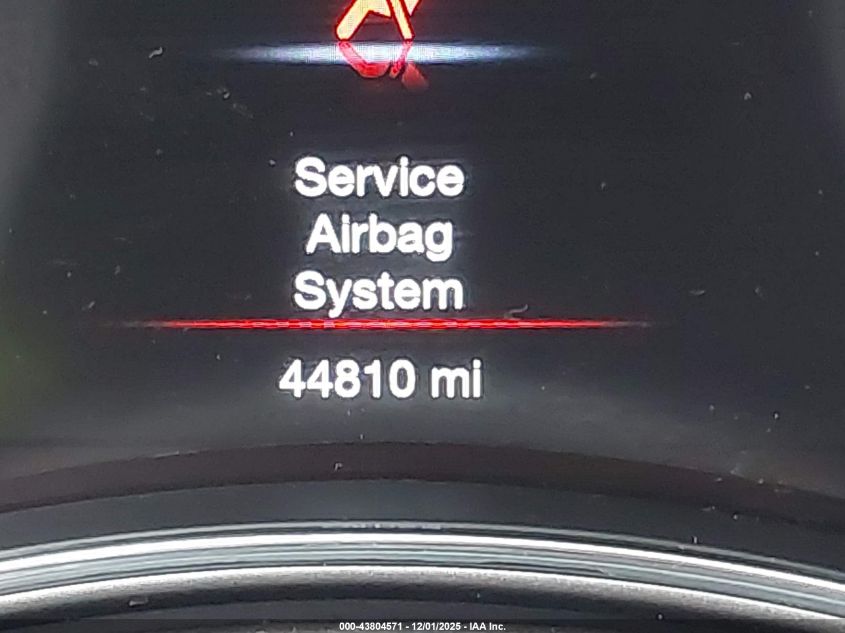 Service
Airbag
System
44810 mi
000-43804571 - 12/01/2025 - IAA Inc.